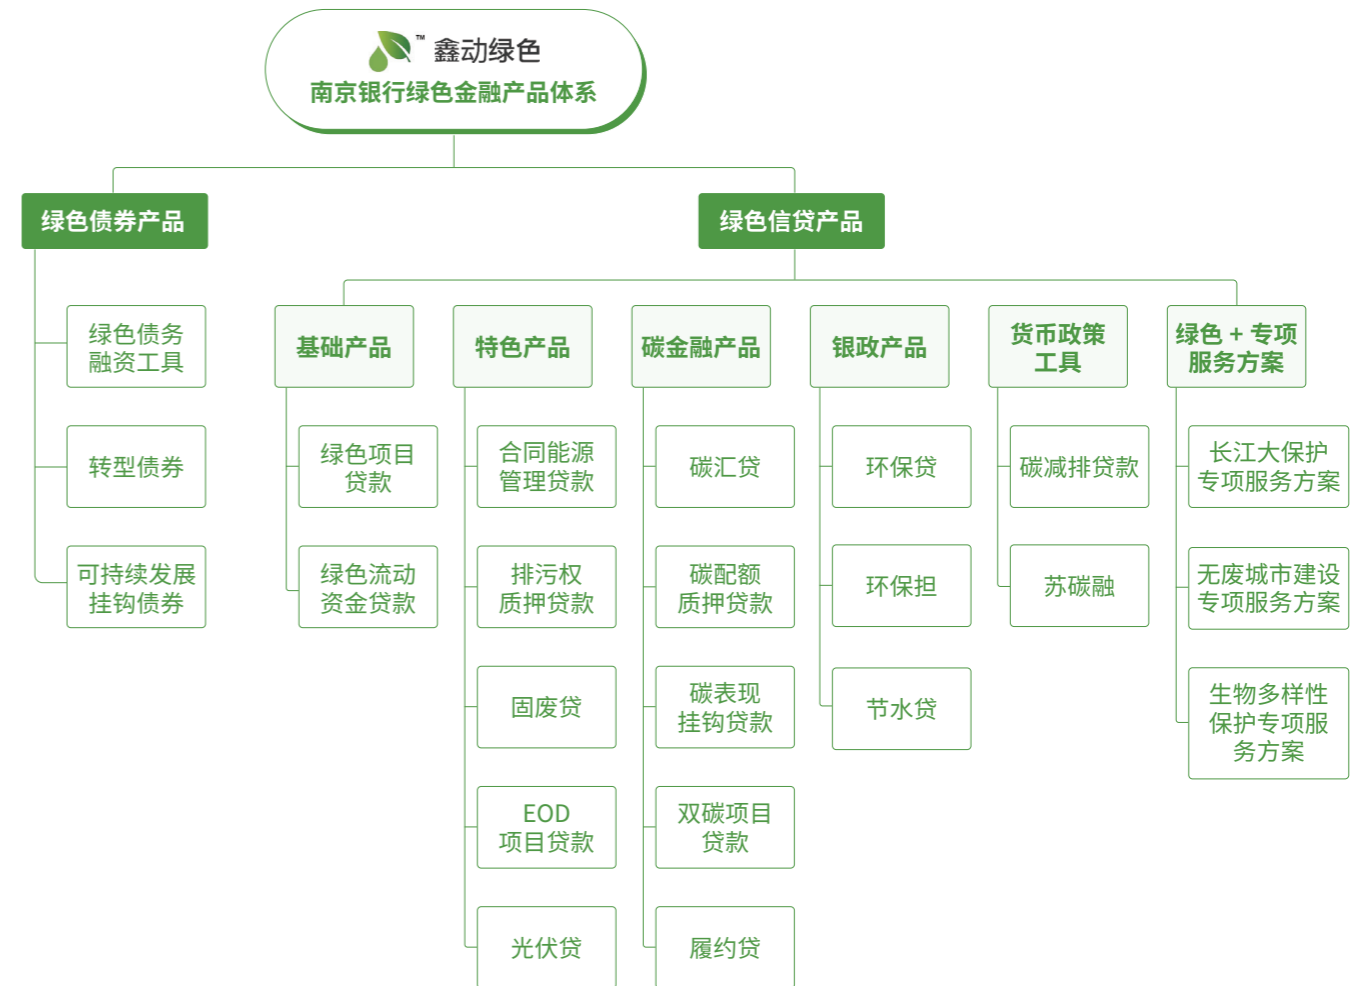 ™ 鑫动绿色
南京银行绿色金融产品体系
绿色债券产品
绿色信贷产品
绿色债务
融资工具
转型债券
可持续发展
挂钩债券
基础产品
绿色项目
贷款
绿色流动
资金贷款
特色产品
合同能源
管理贷款
排污权
质押贷款
固废贷
EOD
项目贷款
光伏贷
碳金融产品
碳汇贷
碳配额
质押贷款
碳表现
挂钩贷款
双碳项目
贷款
履约贷
银政产品
环保贷
环保担
节水贷
货币政策
工具
碳减排贷款
苏碳融
绿色 + 专项
服务方案
长江大保护
专项服务方案
无废城市建设
专项服务方案
生物多样性
保护专项服
务方案